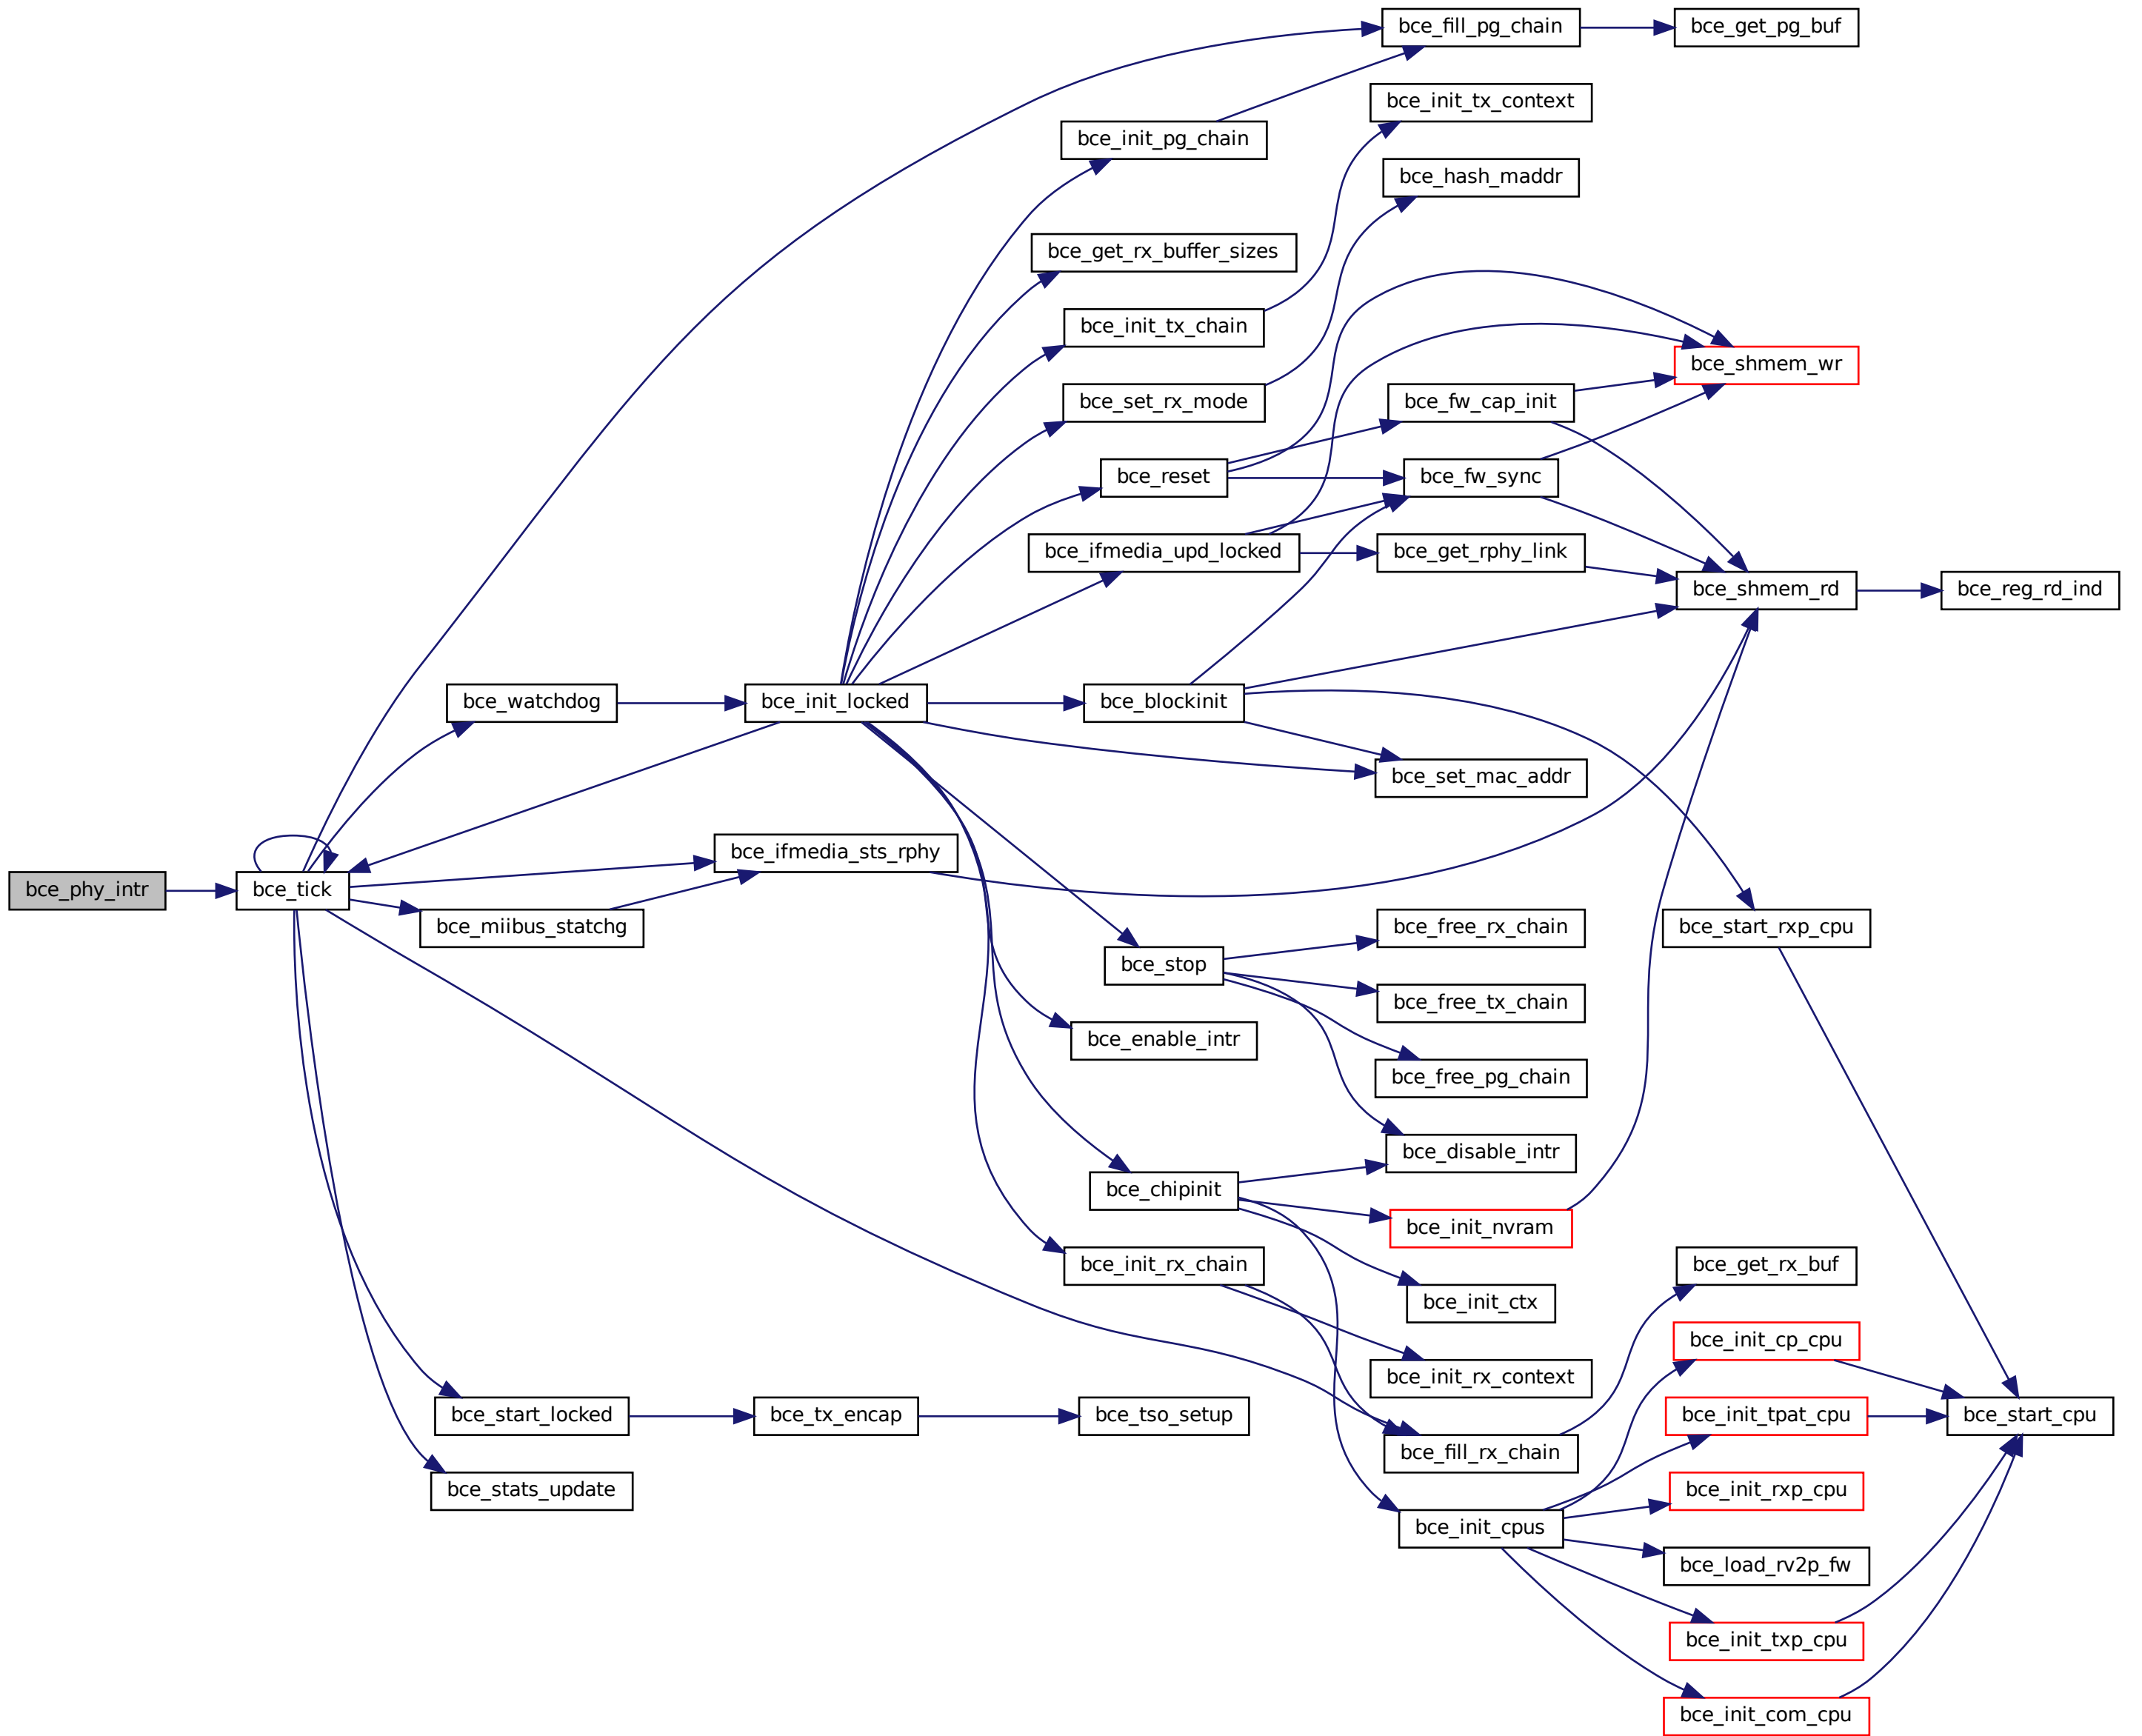 bce_fill_pg_chain
bce_get_pg_buf
bce_init_tx_context
bce_init_pg_chain
bce_hash_maddr
bce_get_rx_buffer_sizes
bce_init_tx_chain
bce_shmem_wr
bce_set_rx_mode
bce_fw_cap_init
bce_reset
bce_fw_sync
bce_ifmedia_upd_locked
bce_get_rphy_link
bce_shmem_rd
bce_reg_rd_ind
bce_watchdog
bce_init_locked
bce_blockinit
bce_set_mac_addr
bce_ifmedia_sts_rphy
bce_phy_intr
bce_tick
bce_miibus_statchg
bce_free_rx_chain
bce_start_rxp_cpu
bce_stop
bce_free_tx_chain
bce_enable_intr
bce_free_pg_chain
bce_disable_intr
bce_chipinit
bce_init_nvram
bce_init_rx_chain
bce_get_rx_buf
bce_init_ctx
bce_init_cp_cpu
bce_init_rx_context
bce_start_locked
bce_tx_encap
bce_tso_setup
bce_init_tpat_cpu
bce_start_cpu
bce_fill_rx_chain
bce_stats_update
bce_init_rxp_cpu
bce_init_cpus
bce_load_rv2p_fw
bce_init_txp_cpu
bce_init_com_cpu